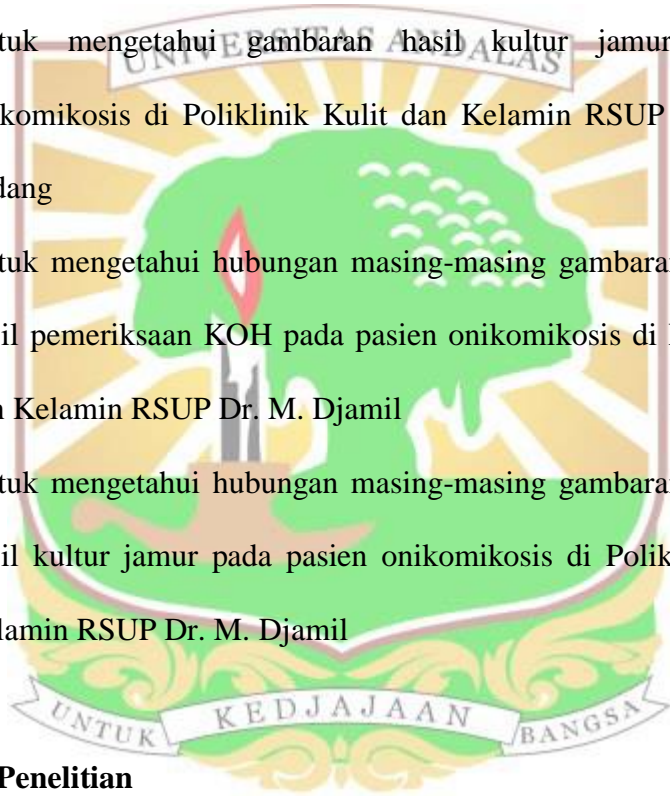 tuk mengetahui gambaran hasil kultur jamur
UNIVERSITAS ANDALAS
komikosis di Poliklinik Kulit dan Kelamin RSUP
dang
tuk mengetahui hubungan masing-masing gambaran
il pemeriksaan KOH pada pasien onikomikosis di
n Kelamin RSUP Dr. M. Djamil
tuk mengetahui hubungan masing-masing gambaran
il kultur jamur pada pasien onikomikosis di Polik
lamin RSUP Dr. M. Djamil
UNTUK KEDJAJAAN BANGSA
Penelitian